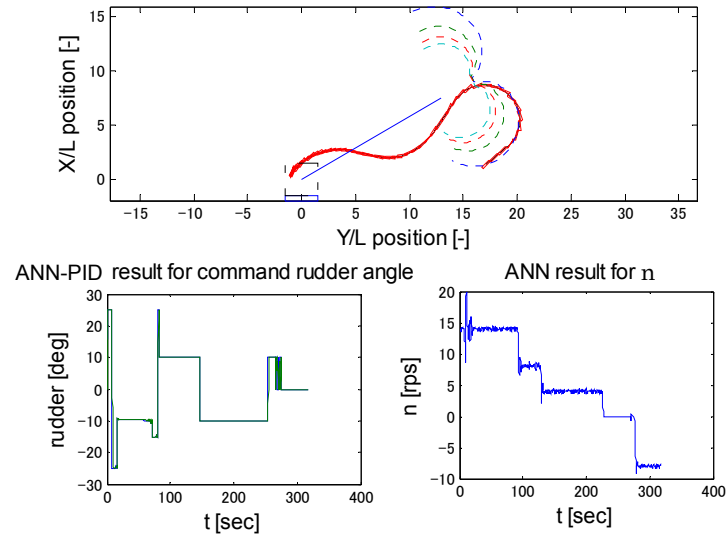 15
10
5
0
X/L position [-]
-15 -10 -5 0 5 10 15 20 25 30 35
Y/L position [-]
ANN-PID result for command rudder angle
30
20
10
0
-10
-20
-30
rudder [deg]
0 100 200 300 400
t [sec]
ANN result for n
20
15
10
5
0
-5
-10
n [rps]
0 100 200 300 400
t [sec]